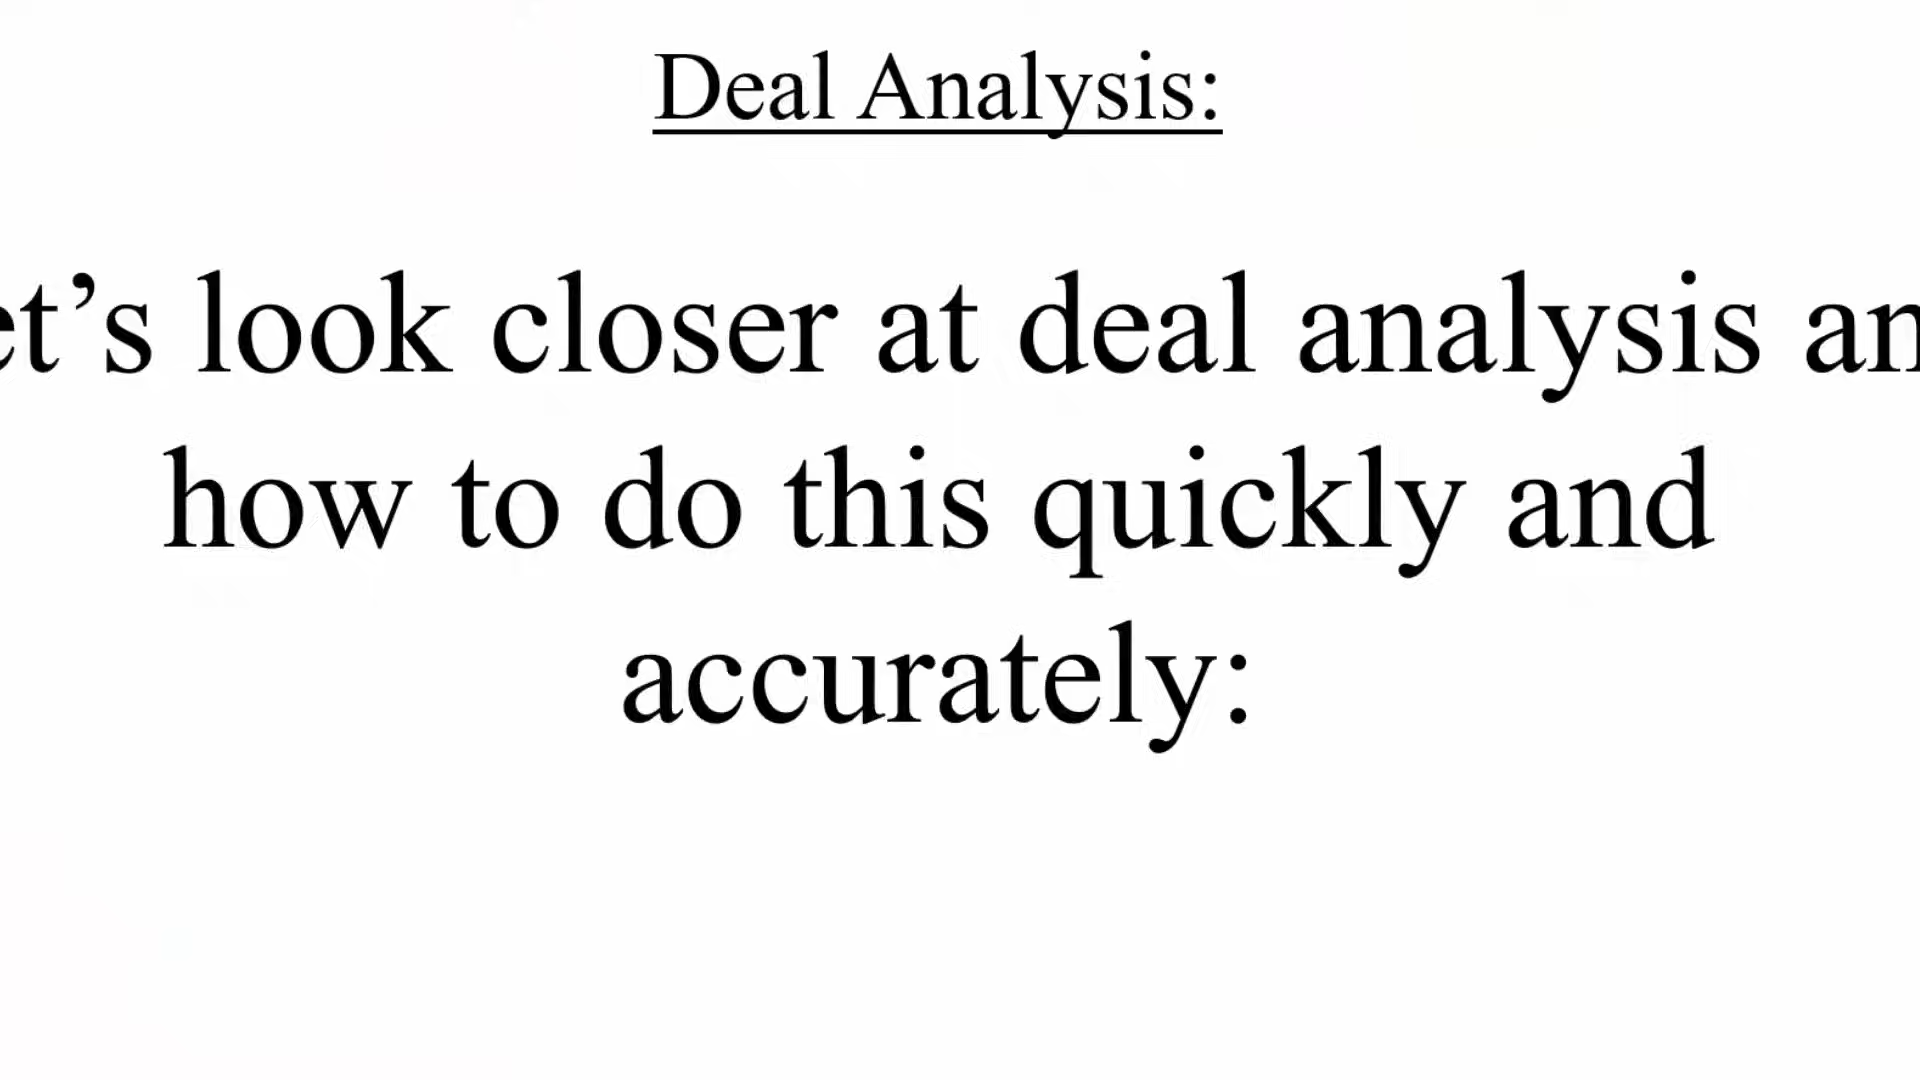 Deal Analysis:
et’s look closer at deal analysis an
how to do this quickly and
accurately: